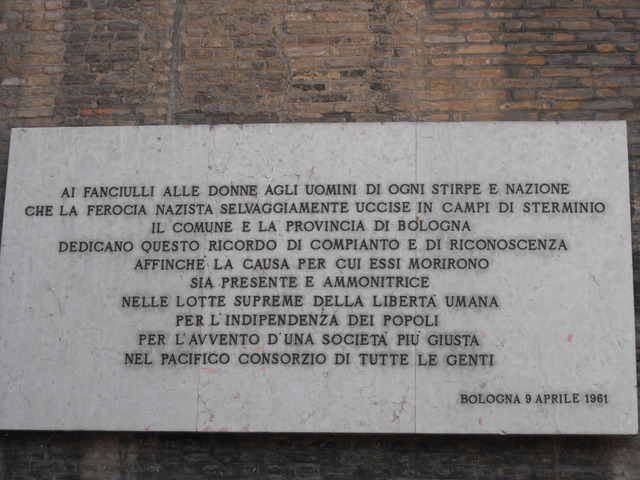 AI FANCIULLI ALLE DONNE AGLI UOMINI DI OGNI STIRPE E NAZIONE
CHE LA FEROCIA NAZISTA SELVAGGIAMENTE UCCISE IN CAMPI DI STERMINIO
IL COMUNE E LA PROVINCIA DI BOLOGNA
DEDICANO QUESTO RICORDO DI COMPIANTO E DI RICONOSCENZA
AFFINCHÈ LA CAUSA PER CUI ESSI MORIRONO
SIA PRESENTE E AMMONITRICE
NELLE LOTTE SUPREME DELLA LIBERTÀ UMANA
PER L'INDIPENDENZA DEI POPOLI
PER L'AVVENTO D'UNA SOCIETÀ PIÙ GIUSTA
NEL PACIFICO CONSORZIO DI TUTTE LE GENTI
BOLOGNA 9 APRILE 1961